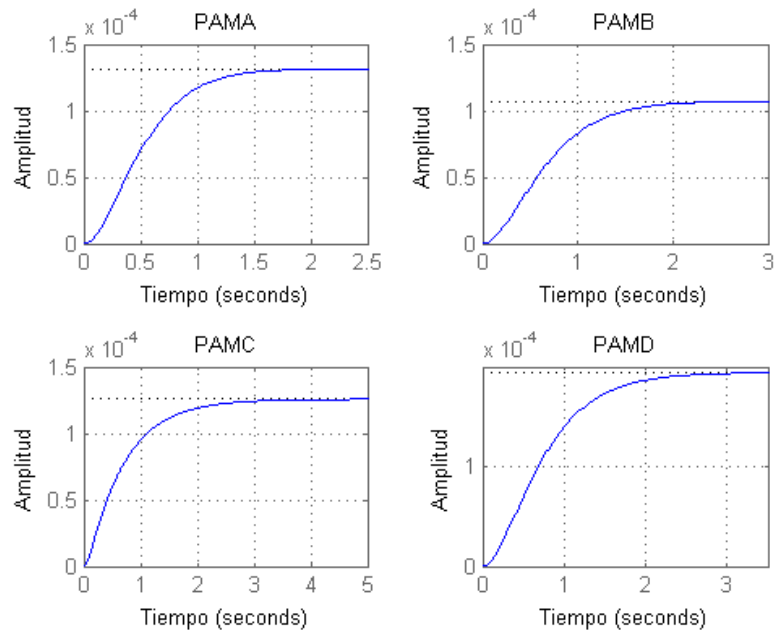 PAMA
x 10⁻⁴
1.5
1
0.5
0
Amplitud
0 0.5 1 1.5 2 2.5
Tiempo (seconds)
PAMB
x 10⁻⁴
1.5
1
0.5
0
Amplitud
0 1 2 3
Tiempo (seconds)
PAMC
x 10⁻⁴
1.5
1
0.5
0
Amplitud
0 1 2 3 4 5
Tiempo (seconds)
PAMD
x 10⁻⁴
1
0
Amplitud
0 1 2 3
Tiempo (seconds)